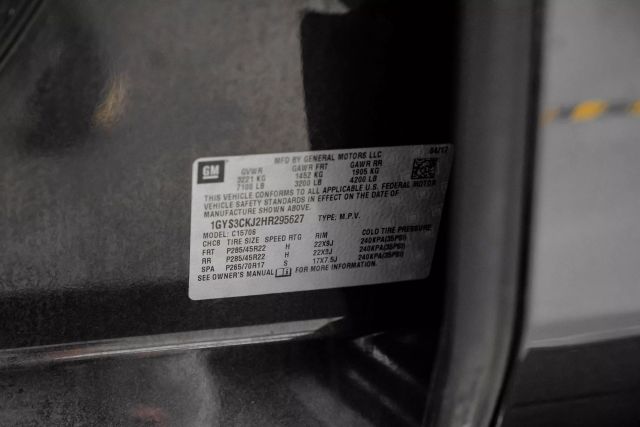 GM
MFD BY GENERAL MOTORS LLC 04/17
GVWR GAWR FRT GAWR RR
3221 KG 1452 KG 1905 KG
7100 LB 3200 LB 4200 LB
THIS VEHICLE CONFORMS TO ALL APPLICABLE U.S. FEDERAL MOTOR
VEHICLE SAFETY STANDARDS IN EFFECT ON THE DATE OF
MANUFACTURE SHOWN ABOVE.
1GYS3CKJ2HR295627 TYPE: M.P.V.
MODEL: C15706
TIRE SIZE SPEED RTG RIM COLD TIRE PRESSURE
FRT P285/45R22 H 22X9J 240KPA(35PSI)
RR P285/45R22 H 22X9J 240KPA(35PSI)
SPA P265/70R17 S 17X7.5J 240KPA(35PSI)
SEE OWNER'S MANUAL FOR MORE INFORMATION.